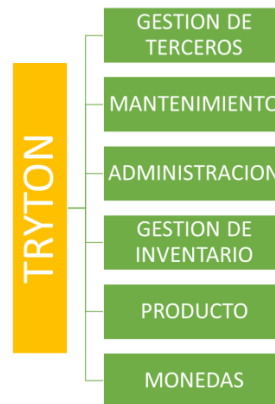 TRYTON
GESTION DE
TERCEROS
MANTENIMIENTO
ADMINISTRACION
GESTION DE
INVENTARIO
PRODUCTO
MONEDAS